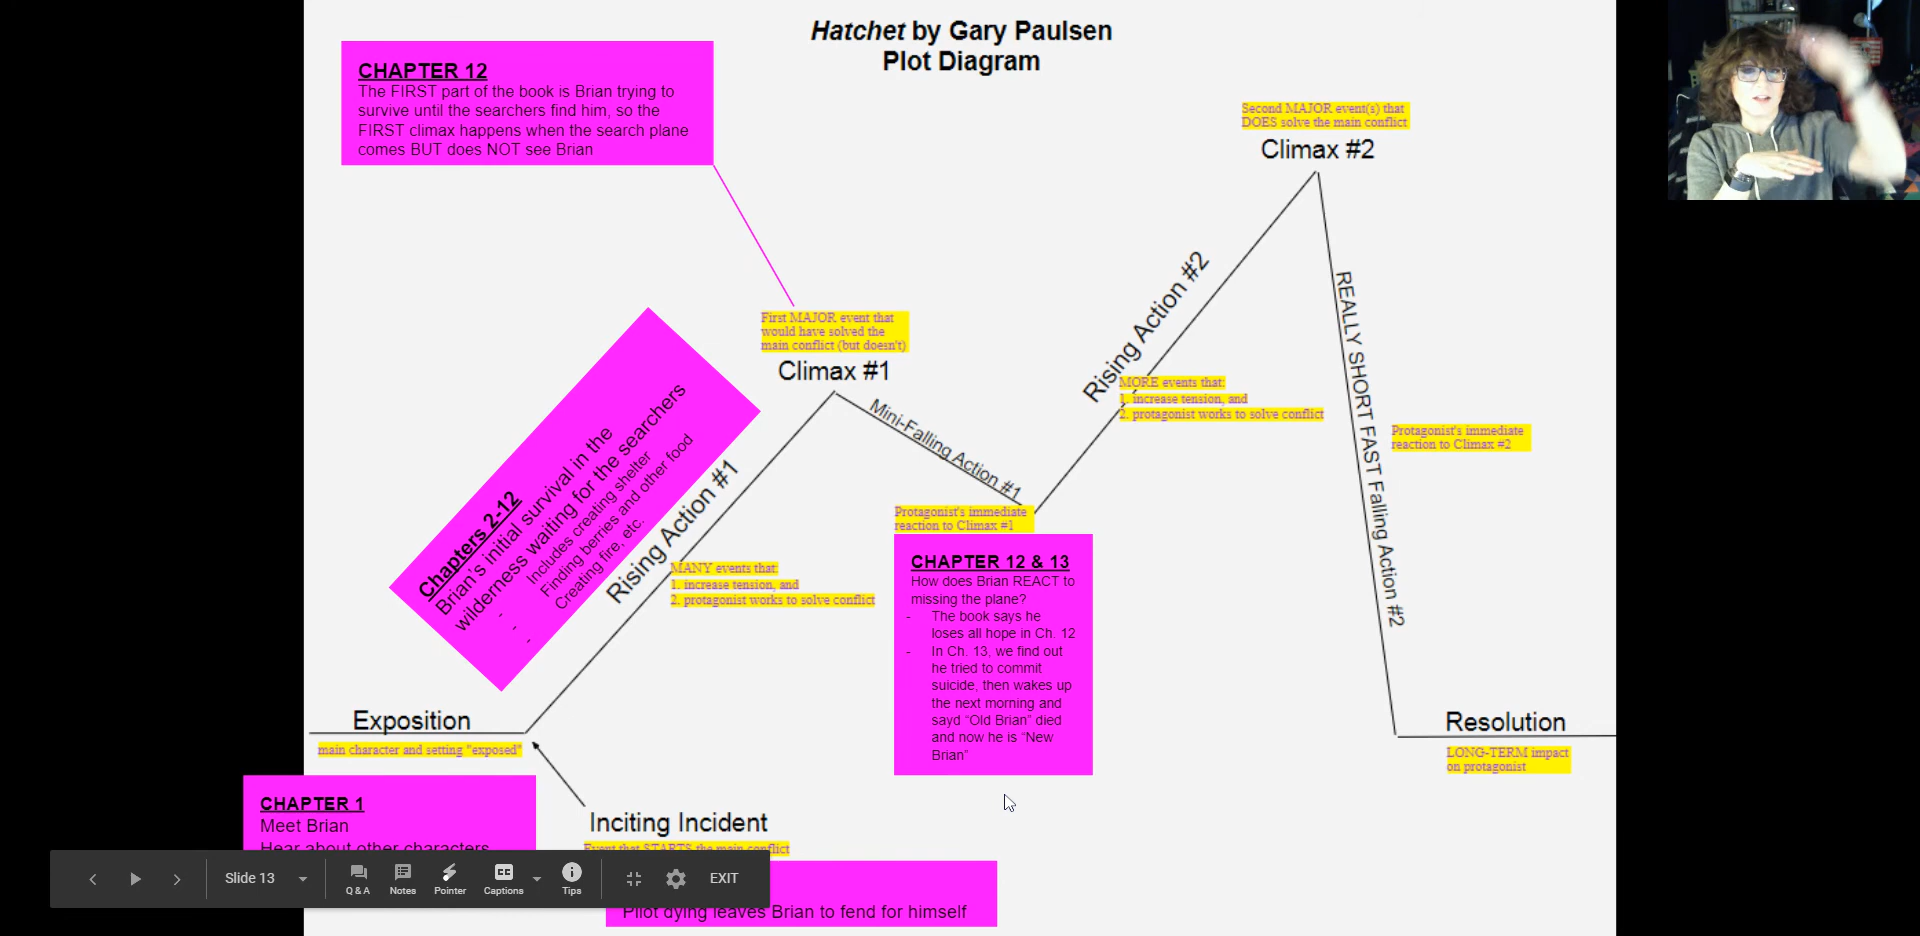 Hatchet by Gary Paulsen
Plot Diagram
CHAPTER 12
The FIRST part of the book is Brian trying to
survive until the searchers find him, so the
FIRST climax happens when the search plane
comes BUT does NOT see Brian
Second MAJOR event(s) that
DOES solve the main conflict
Climax #2
First MAJOR event that
would have solved the
main conflict (but doesn't)
Climax #1
Mini-Falling Action #1
Rising Action #2
MORE events that:
1. increase tension, and
2. protagonist works to solve conflict
REALLY SHORT FAST Falling Action #2
Protagonist's immediate
reaction to Climax #2
Chapters 2-12
Brian's initial survival in the
wilderness waiting for the searchers
- Includes creating shelter
- Finding berries and other food
- Creating fire, etc.
Rising Action #1
MANY events that:
1. increase tension, and
2. protagonist works to solve conflict
Protagonist's immediate
reaction to Climax #1
CHAPTER 12 & 13
How does Brian REACT to
missing the plane?
- The book says he
loses all hope in Ch. 12
- In Ch. 13, we find out
he tried to commit
suicide, then wakes up
the next morning and
sayd "Old Brian" died
and now he is "New
Brian"
Exposition
main character and setting "exposed"
Resolution
LONG-TERM impact
on protagonist
CHAPTER 1
Meet Brian
Hear about other characters
Inciting Incident
Event that STARTS the main conflict
Pilot dying leaves Brian to fend for himself
Slide 13
Q & A
Notes
Pointer
CC
Captions
Tips
EXIT